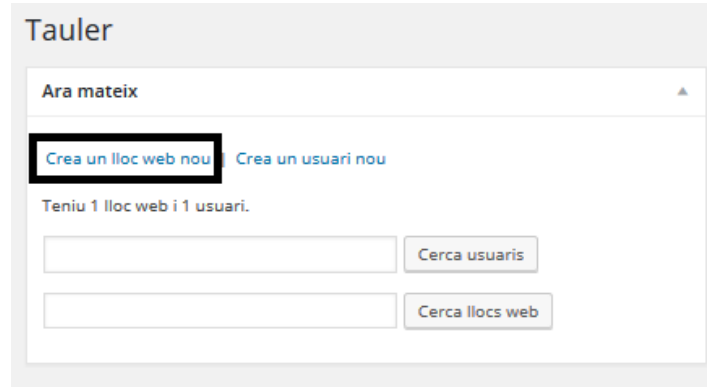 Tauler
Ara mateix
Crea un lloc web nou | Crea un usuari nou
Teniu 1 lloc web i 1 usuari.
Cerca usuaris
Cerca llocs web